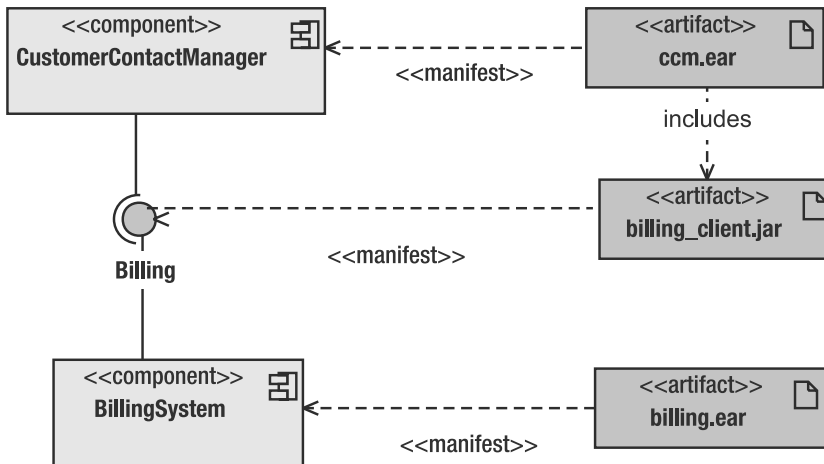 <<component>>
CustomerContactManager
<<manifest>>
<<artifact>>
ccm.ear
includes
<<artifact>>
billing_client.jar
<<manifest>>
Billing
<<component>>
BillingSystem
<<manifest>>
<<artifact>>
billing.ear